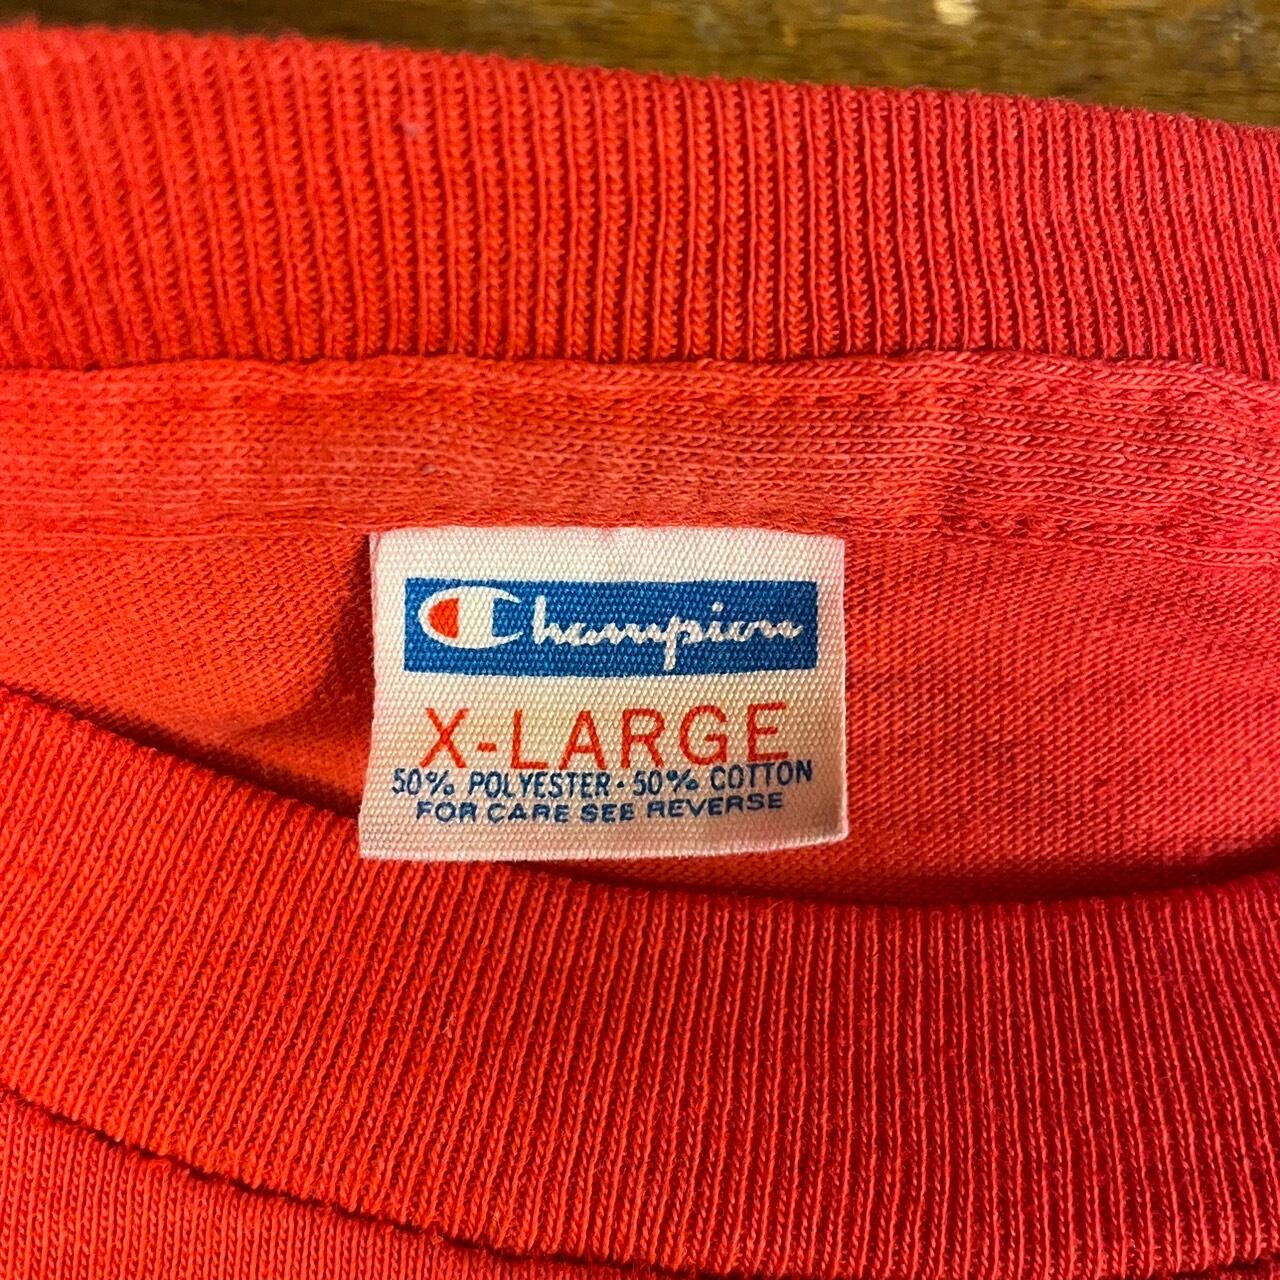 Champion
X-LARGE
50% POLYESTER · 50% COTTON
FOR CARE SEE REVERSE